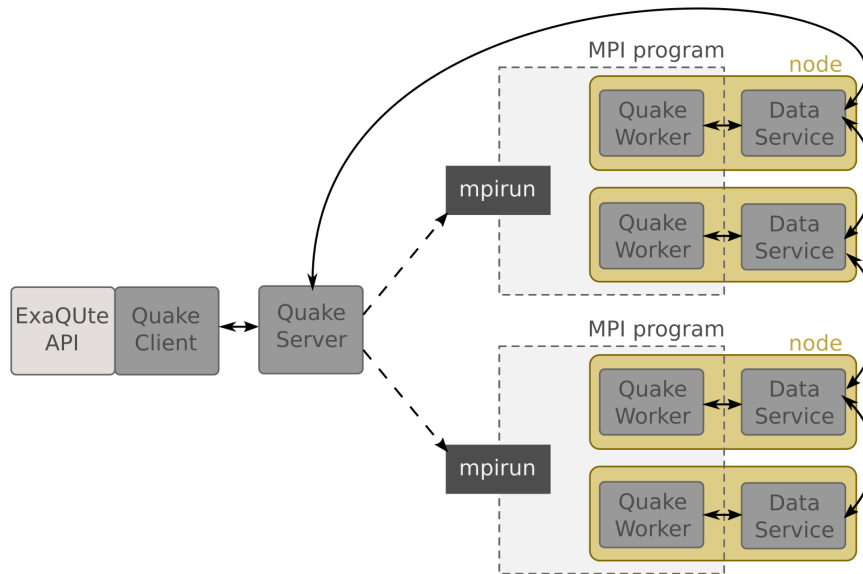 MPI program
node
Quake
Worker
Data
Service
mpirun
Quake
Worker
Data
Service
ExaQUte
API
Quake
Client
Quake
Server
MPI program
node
Quake
Worker
Data
Service
mpirun
Quake
Worker
Data
Service